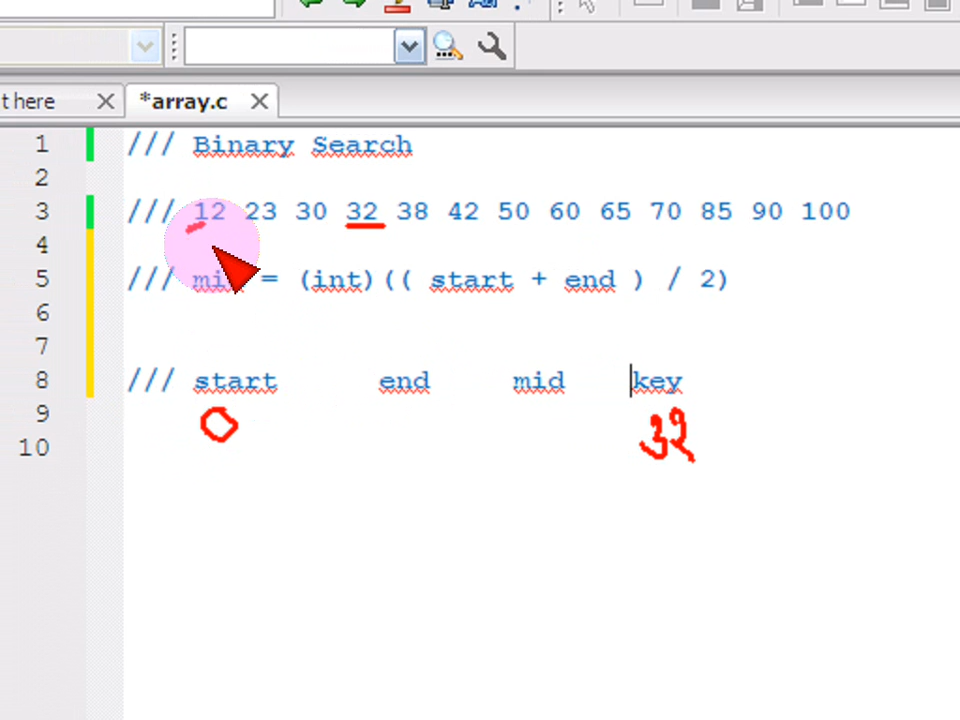 t here
*array.c
1 /// Binary Search
2
3 /// 12 23 30 32 38 42 50 60 65 70 85 90 100
4
5 /// mid = (int)(( start + end ) / 2)
6
7
8 /// start end mid key
9 0 32
10